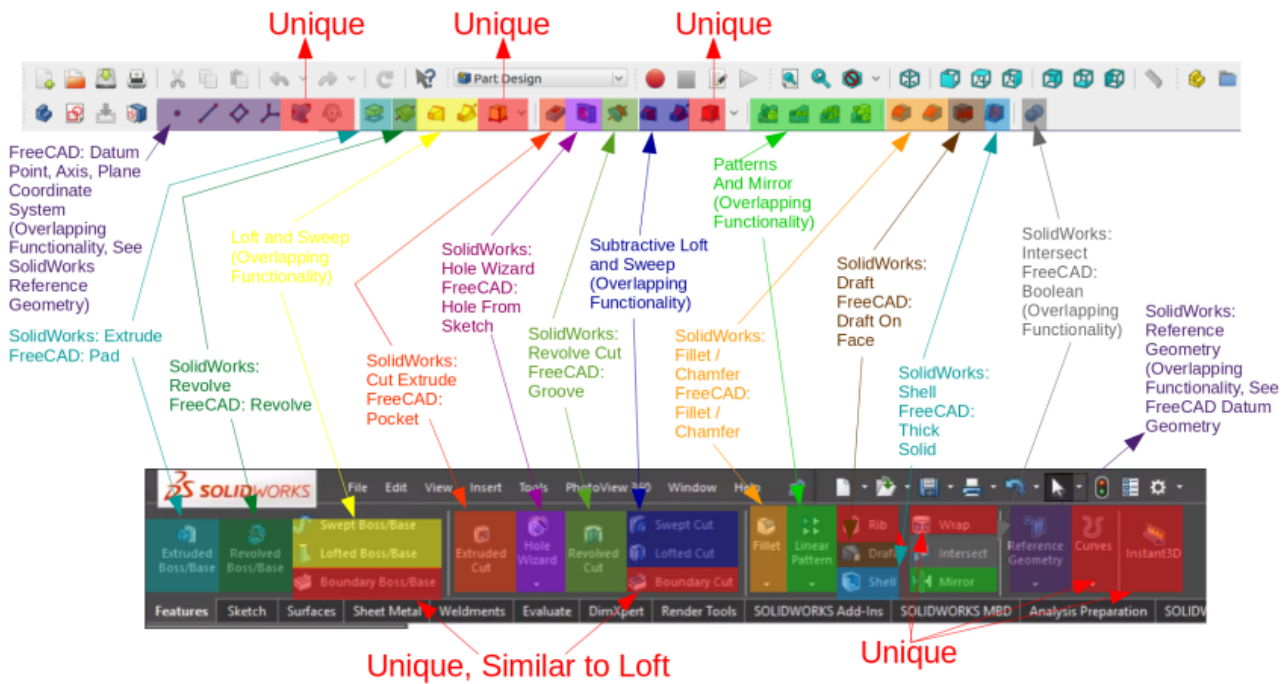 Unique
Unique
Unique
Part Design
FreeCAD: Datum
Point, Axis, Plane
Coordinate
System
(Overlapping
Functionality, See
SolidWorks
Reference
Geometry)
SolidWorks: Extrude
FreeCAD: Pad
SolidWorks:
Revolve
FreeCAD: Revolve
Loft and Sweep
(Overlapping
Functionality)
SolidWorks:
Cut Extrude
FreeCAD:
Pocket
SolidWorks:
Hole Wizard
FreeCAD:
Hole From
Sketch
SolidWorks:
Revolve Cut
FreeCAD:
Groove
Subtractive Loft
and Sweep
(Overlapping
Functionality)
SolidWorks:
Fillet /
Chamfer
FreeCAD:
Fillet /
Chamfer
Patterns
And Mirror
(Overlapping
Functionality)
SolidWorks:
Draft
FreeCAD:
Draft On
Face
SolidWorks:
Shell
FreeCAD:
Thick
Solid
SolidWorks:
Intersect
FreeCAD:
Boolean
(Overlapping
Functionality)
SolidWorks:
Reference
Geometry
(Overlapping
Functionality, See
FreeCAD Datum
Geometry
SOLIDWORKS
File Edit View Insert Tools PhotoView 360 Window Help
Extruded
Boss/Base
Revolved
Boss/Base
Swept Boss/Base
Lofted Boss/Base
Boundary Boss/Base
Extruded
Cut
Hole
Wizard
Revolved
Cut
Swept Cut
Lofted Cut
Boundary Cut
Fillet
Linear
Pattern
Rib
Draft
Shell
Wrap
Intersect
Mirror
Reference
Geometry
Curves
Instant3D
Features Sketch Surfaces Sheet Metal Weldments Evaluate DimXpert Render Tools SOLIDWORKS Add-Ins SOLIDWORKS MBD Analysis Preparation SOLIDW
Unique, Similar to Loft
Unique